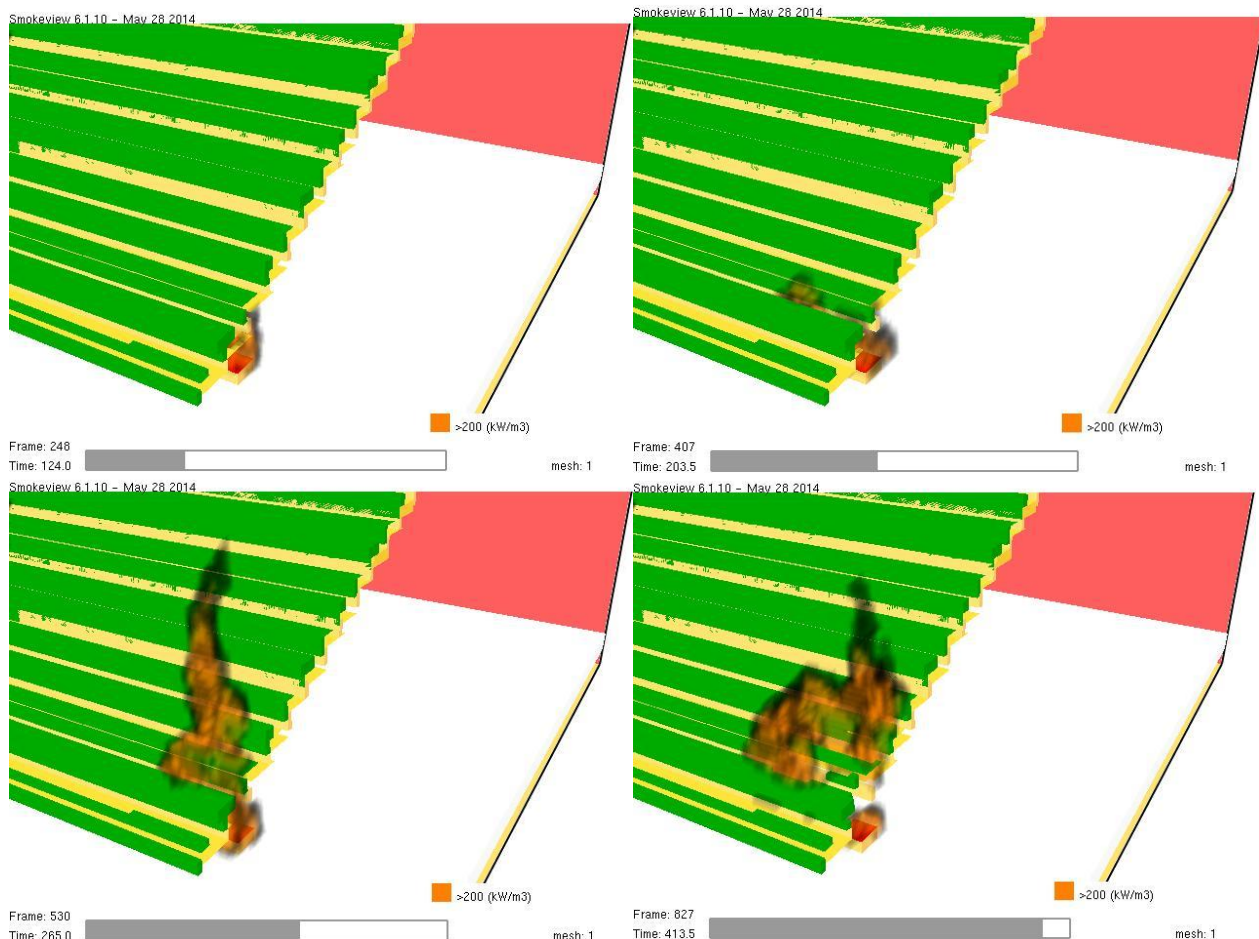 Smokeview 6.1.10 - May 28 2014
>200 (kW/m3)
Frame: 248
Time: 124.0
mesh: 1
Smokeview 6.1.10 - May 28 2014
>200 (kW/m3)
Frame: 407
Time: 203.5
mesh: 1
Smokeview 6.1.10 - May 28 2014
>200 (kW/m3)
Frame: 530
Time: 265.0
mesh: 1
Smokeview 6.1.10 - May 28 2014
>200 (kW/m3)
Frame: 827
Time: 413.5
mesh: 1